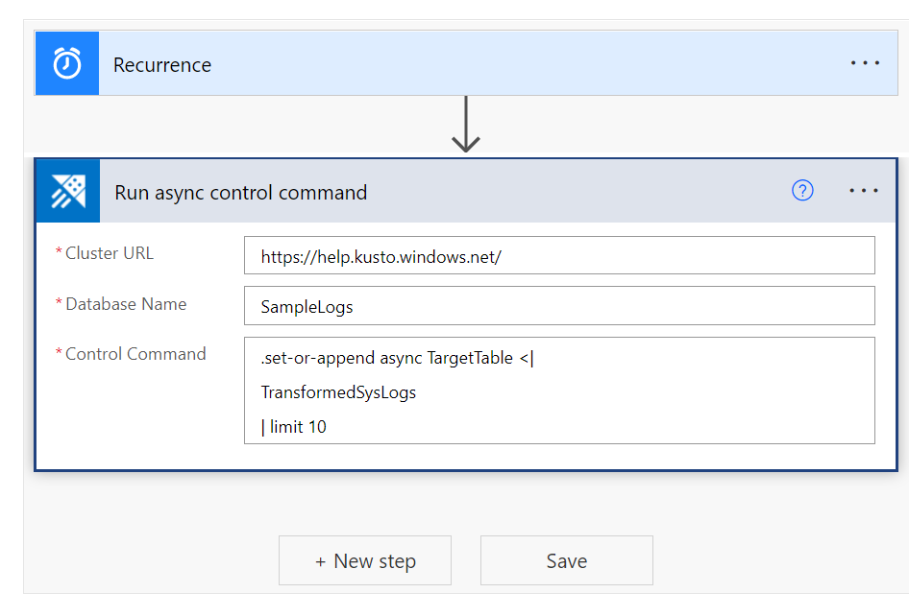 Recurrence
...
Run async control command
?
...
*Cluster URL
https://help.kusto.windows.net/
*Database Name
SampleLogs
*Control Command
.set-or-append async TargetTable <|
TransformedSysLogs
| limit 10
+ New step
Save